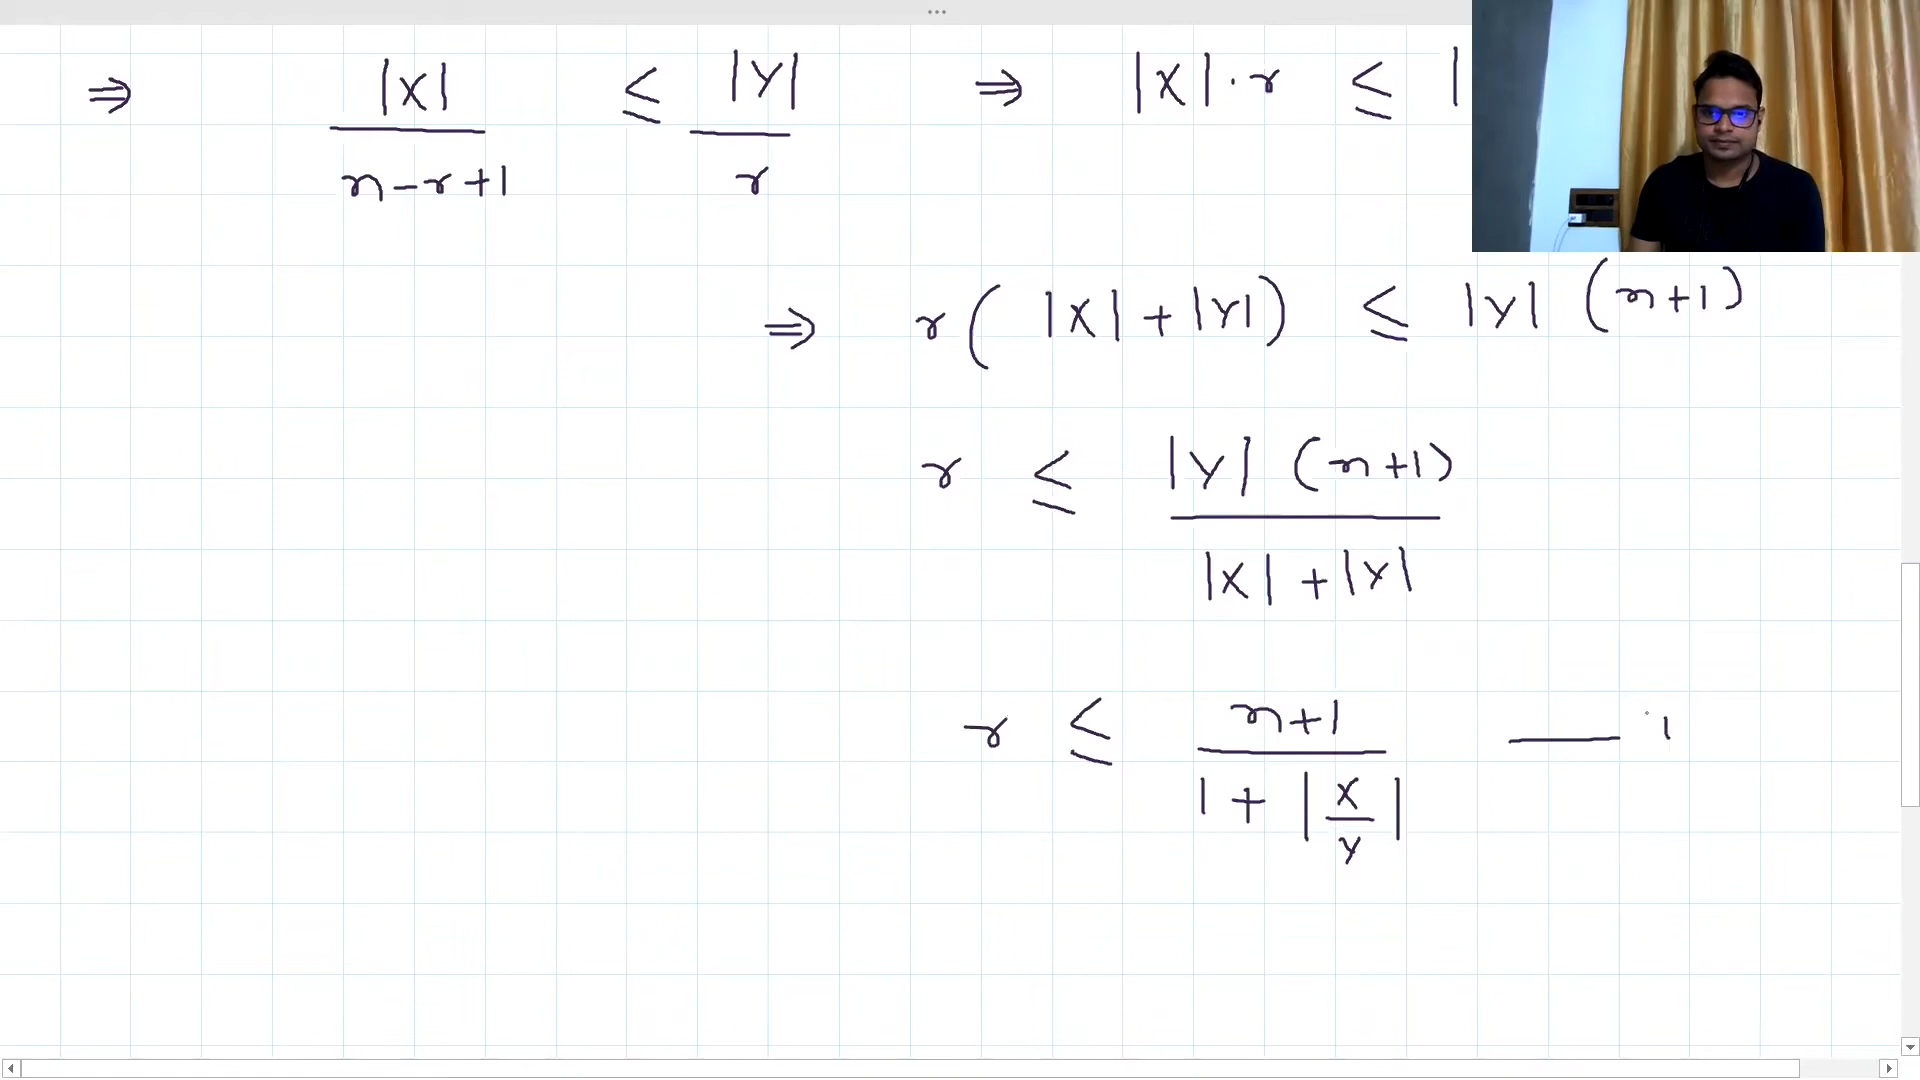 ⇒ |X| / (n-r+1) ≤ |Y| / r ⇒ |X|·r ≤ |
⇒ r( |X| + |Y| ) ≤ |Y| (n+1)
r ≤ |Y| (n+1) / (|X| + |Y|)
r ≤ (n+1) / (1 + |X/Y|) — 1